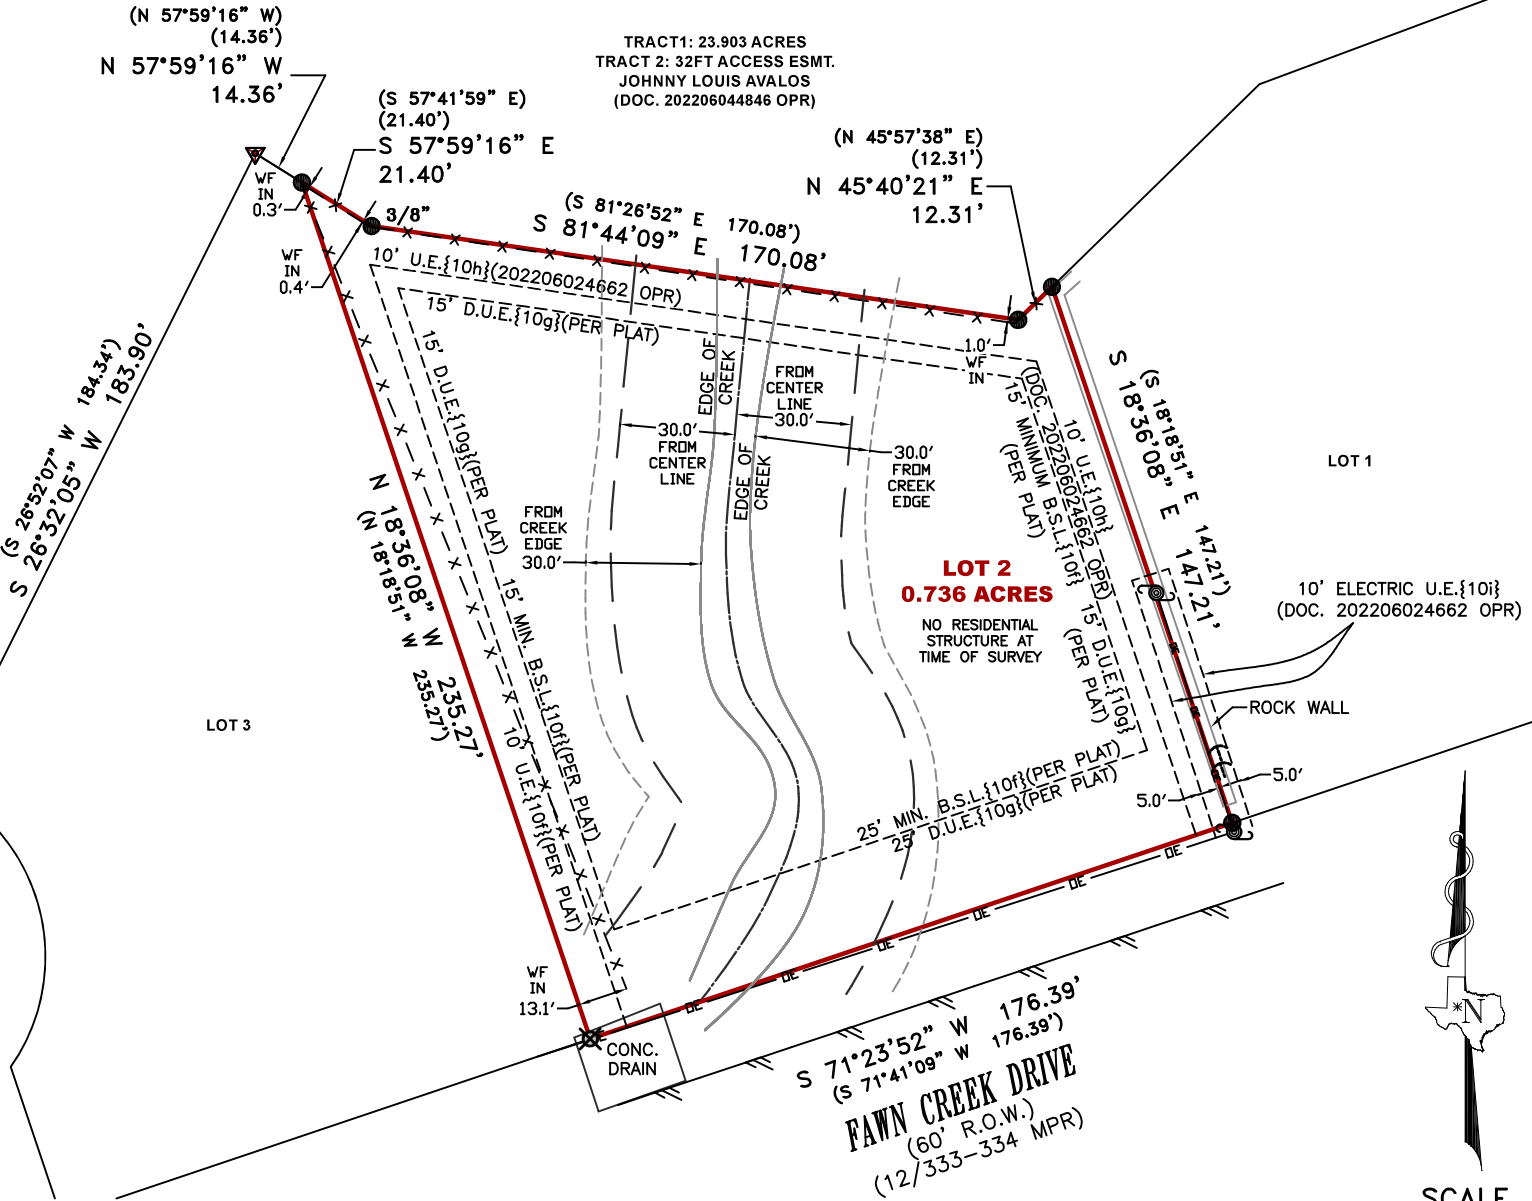 (N 57°59'16" W)
(14.36')
N 57°59'16" W
14.36'
TRACT1: 23.903 ACRES
TRACT 2: 32FT ACCESS ESMT.
JOHNNY LOUIS AVALOS
(DOC. 202206044846 OPR)
(S 57°41'59" E)
(21.40')
S 57°59'16" E
21.40'
(N 45°57'38" E)
(12.31')
N 45°40'21" E
12.31'
WF
IN
0.3'
3/8"
(S 81°26'52" E 170.08')
S 81°44'09" E 170.08'
WF
IN
0.4'
10' U.E.{10h}(202206024662 OPR)
15' D.U.E.{10g}(PER PLAT)
1.0'
WF
IN
(S 26°52'07" W 184.34')
S 26°32'05" W 183.90'
15' D.U.E.{10g}(PER PLAT)
15' MIN. B.S.L.{10f}(PER PLAT)
10' U.E.{10f}(PER PLAT)
N 18°36'08" W 235.27'
(N 18°18'51" W 235.27')
EDGE OF
CREEK
EDGE OF
CREEK
30.0'
FROM
CENTER
LINE
FROM
CENTER
LINE
30.0'
30.0'
FROM
CREEK
EDGE
FROM
CREEK
EDGE
30.0'
(S 18°18'51" E 147.21')
S 18°36'08" E 147.21'
10' U.E.{10h}
(DOC. 202206024662 OPR)
15' MINIMUM B.S.L.{10f}
(PER PLAT)
15' D.U.E.{10g}
(PER PLAT)
(PER PLAT)
LOT 1
LOT 2
0.736 ACRES
NO RESIDENTIAL
STRUCTURE AT
TIME OF SURVEY
10' ELECTRIC U.E.{10i}
(DOC. 202206024662 OPR)
ROCK WALL
LOT 3
5.0'
5.0'
25' MIN. B.S.L.{10f}(PER PLAT)
25' D.U.E.{10g}(PER PLAT)
OE
OE
OE
OE
OE
OE
OE
OE
OE
WF
IN
13.1'
CONC.
DRAIN
S 71°23'52" W 176.39'
(S 71°41'09" W 176.39')
FAWN CREEK DRIVE
(60' R.O.W.)
(12/333-334 MPR)
*N
SCALE